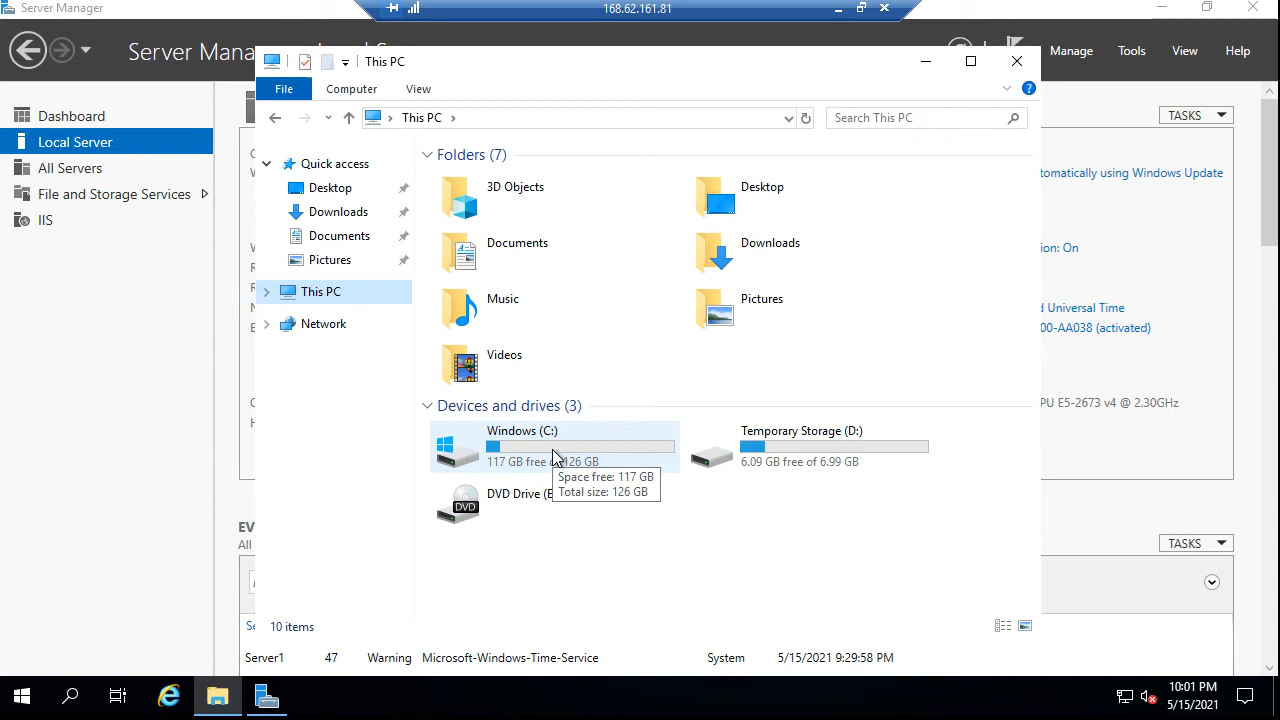 Server Manager
168.62.161.81
Server Manager
Manage
Tools
View
Help
This PC
File
Computer
View
This PC
Search This PC
Dashboard
Local Server
All Servers
File and Storage Services
IIS
Quick access
Desktop
Downloads
Documents
Pictures
This PC
Network
Folders (7)
3D Objects
Desktop
Documents
Downloads
Music
Pictures
Videos
Devices and drives (3)
Windows (C:)
117 GB free of 126 GB
Space free: 117 GB
Total size: 126 GB
Temporary Storage (D:)
6.09 GB free of 6.99 GB
DVD Drive (E
DVD
10 items
TASKS
tomatically using Windows Update
ion: On
d Universal Time
00-AA038 (activated)
PU E5-2673 v4 @ 2.30GHz
EV
All
TASKS
Se
Server1
47
Warning
Microsoft-Windows-Time-Service
System
5/15/2021 9:29:58 PM
10:01 PM
5/15/2021